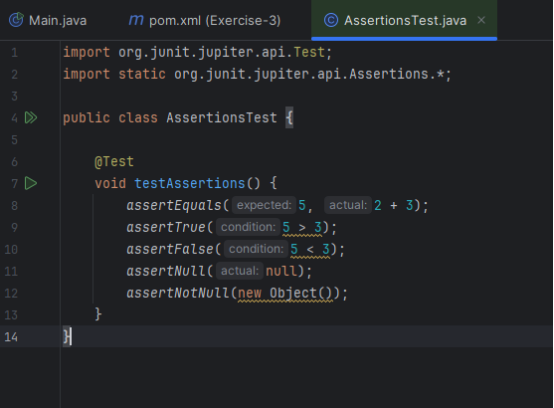 Main.java pom.xml (Exercise-3) AssertionsTest.java
1 import org.junit.jupiter.api.Test;
2 import static org.junit.jupiter.api.Assertions.*;
3
4 public class AssertionsTest {
5
6 @Test
7 void testAssertions() {
8 assertEquals( expected: 5, actual: 2 + 3);
9 assertTrue( condition: 5 > 3);
10 assertFalse( condition: 5 < 3);
11 assertNull( actual: null);
12 assertNotNull(new Object());
13 }
14 }